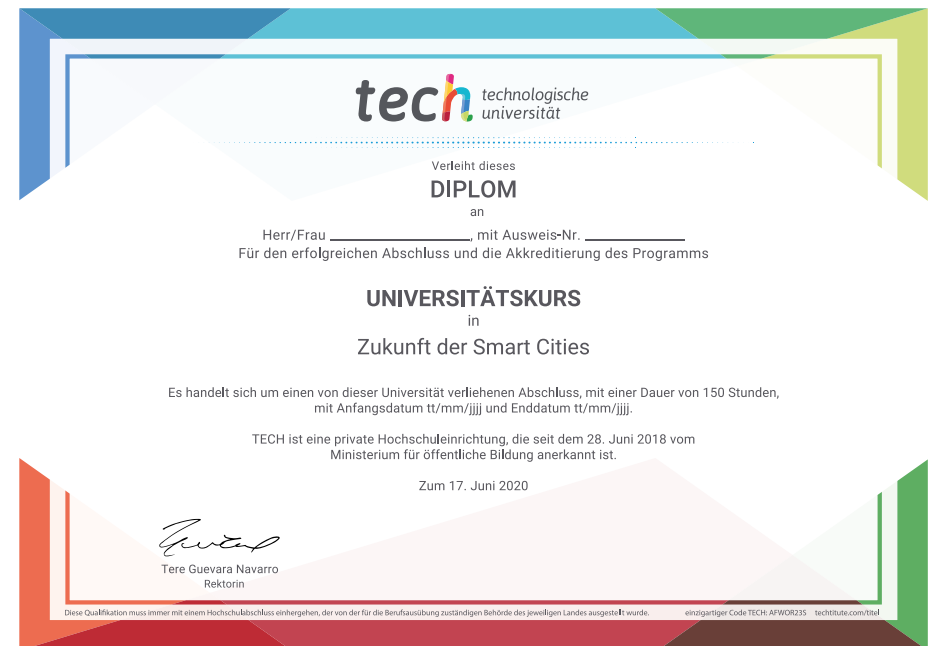 tech technologische
universität
Verleiht dieses
DIPLOM
an
Herr/Frau ____________, mit Ausweis-Nr. ____________
Für den erfolgreichen Abschluss und die Akkreditierung des Programms
UNIVERSITÄTSKURS
in
Zukunft der Smart Cities
Es handelt sich um einen von dieser Universität verliehenen Abschluss, mit einer Dauer von 150 Stunden,
mit Anfangsdatum tt/mm/jjjj und Enddatum tt/mm/jjjj.
TECH ist eine private Hochschuleinrichtung, die seit dem 28. Juni 2018 vom
Ministerium für öffentliche Bildung anerkannt ist.
Zum 17. Juni 2020
Tere Guevara Navarro
Rektorin
Diese Qualifikation muss immer mit einem Hochschulabschluss einhergehen, der von der für die Berufsausübung zuständigen Behörde des jeweiligen Landes ausgestellt wurde. einzigartiger Code TECH: AFWOR23S techtitute.com/titel